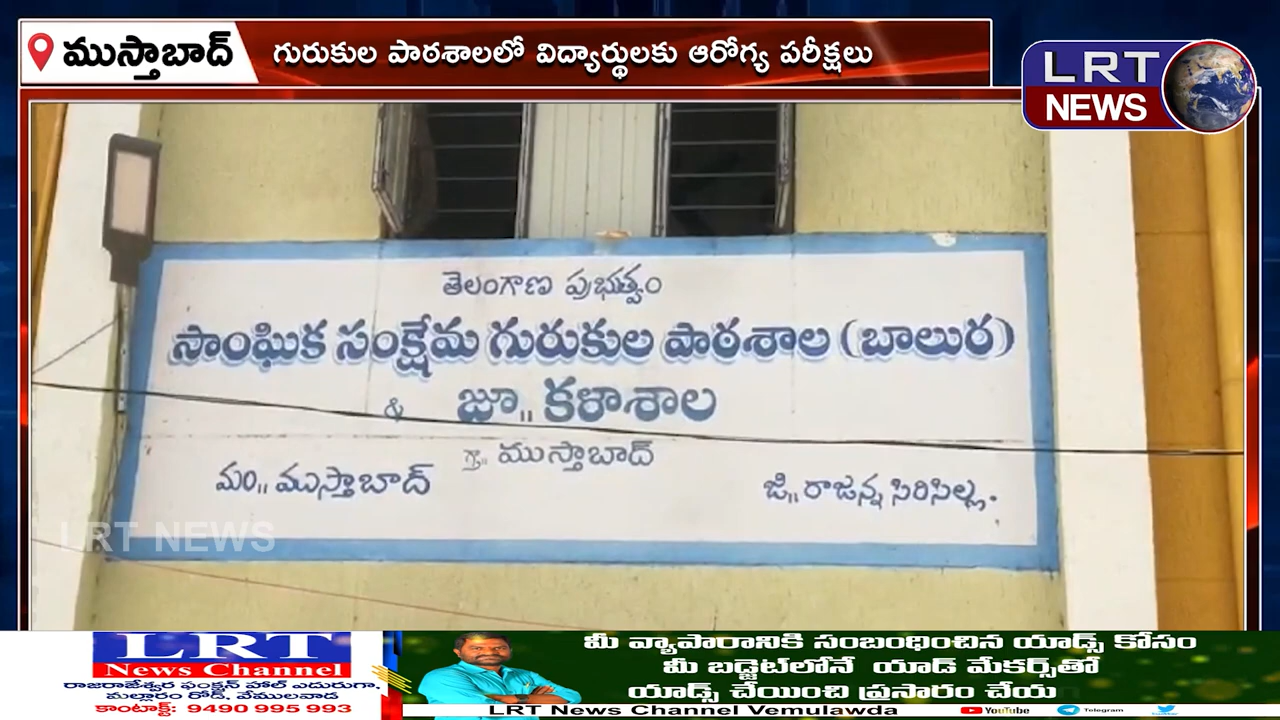 ముస్తాబాద్
గురుకుల పాఠశాలలో విద్యార్థులకు ఆరోగ్య పరీక్షలు
LRT
NEWS
తెలంగాణ ప్రభుత్వం
సాంఘిక సంక్షేమ గురుకుల పాఠశాల (బాలుర)
& జూ,, కళాశాల
గ్రా,, ముస్తాబాద్
మం,, ముస్తాబాద్
జి,, రాజన్న సిరిసిల్ల.
LRT NEWS
LRT
News Channel
రాజరాజేశ్వర ఫంక్షన్ హాల్ ఎదురుగా,
మల్లారం రోడ్, వేములవాడ
కాంటాక్ట్: 9490 995 993
మీ వ్యాపారానికి సంబంధించిన యాడ్స్ కోసం
మీ బడ్జెట్‌లోనే యాడ్ మేకర్స్‌తో
యాడ్స్ చేయించి ప్రసారం చేయ
LRT News Channel Vemulawda
YouTube
Telegram